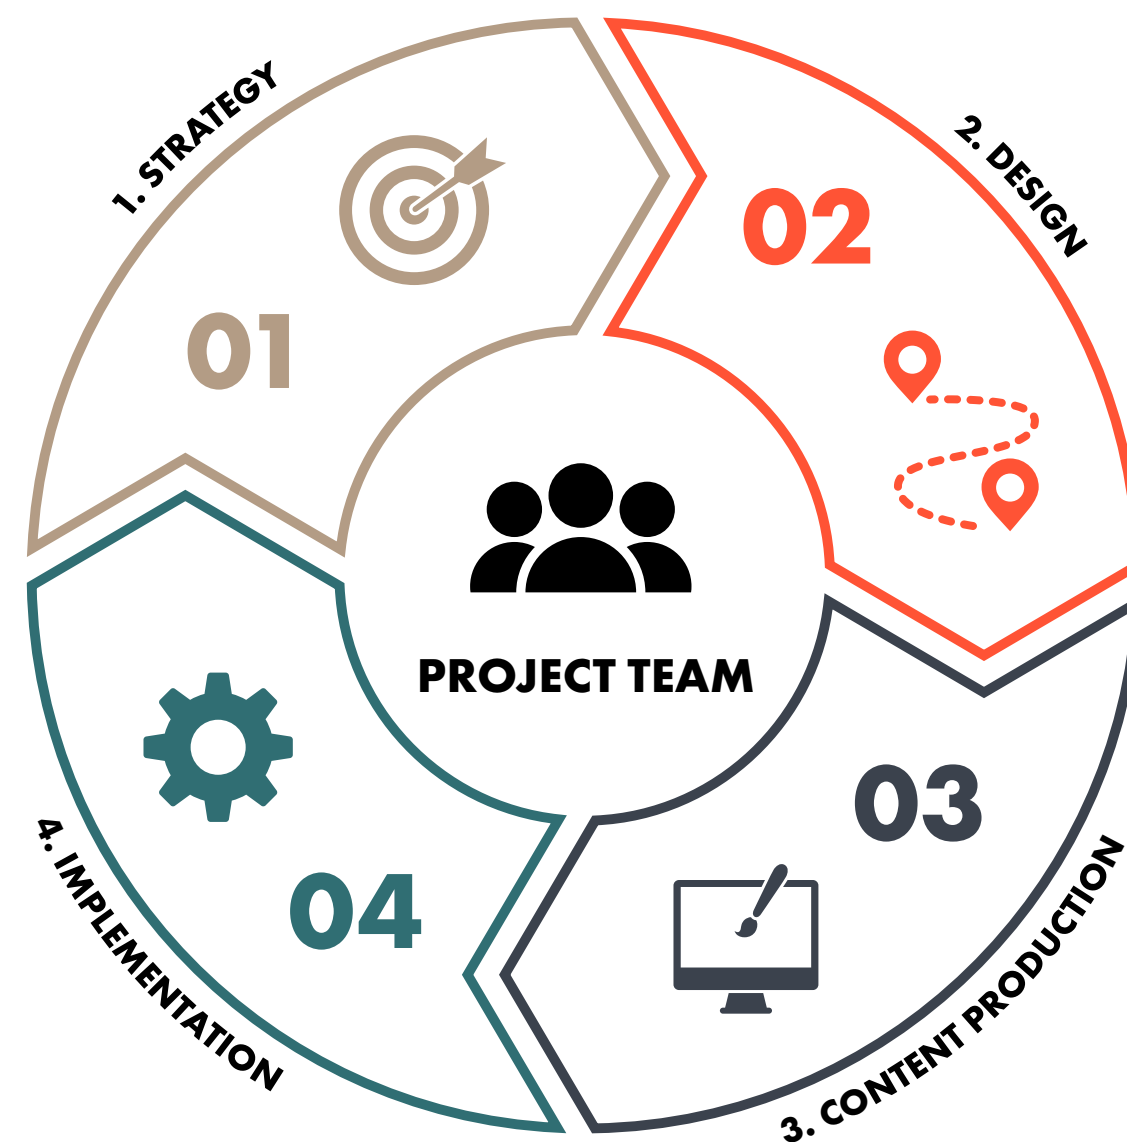 1. STRATEGY
01
2. DESIGN
02
PROJECT TEAM
03
3. CONTENT PRODUCTION
04
4. IMPLEMENTATION